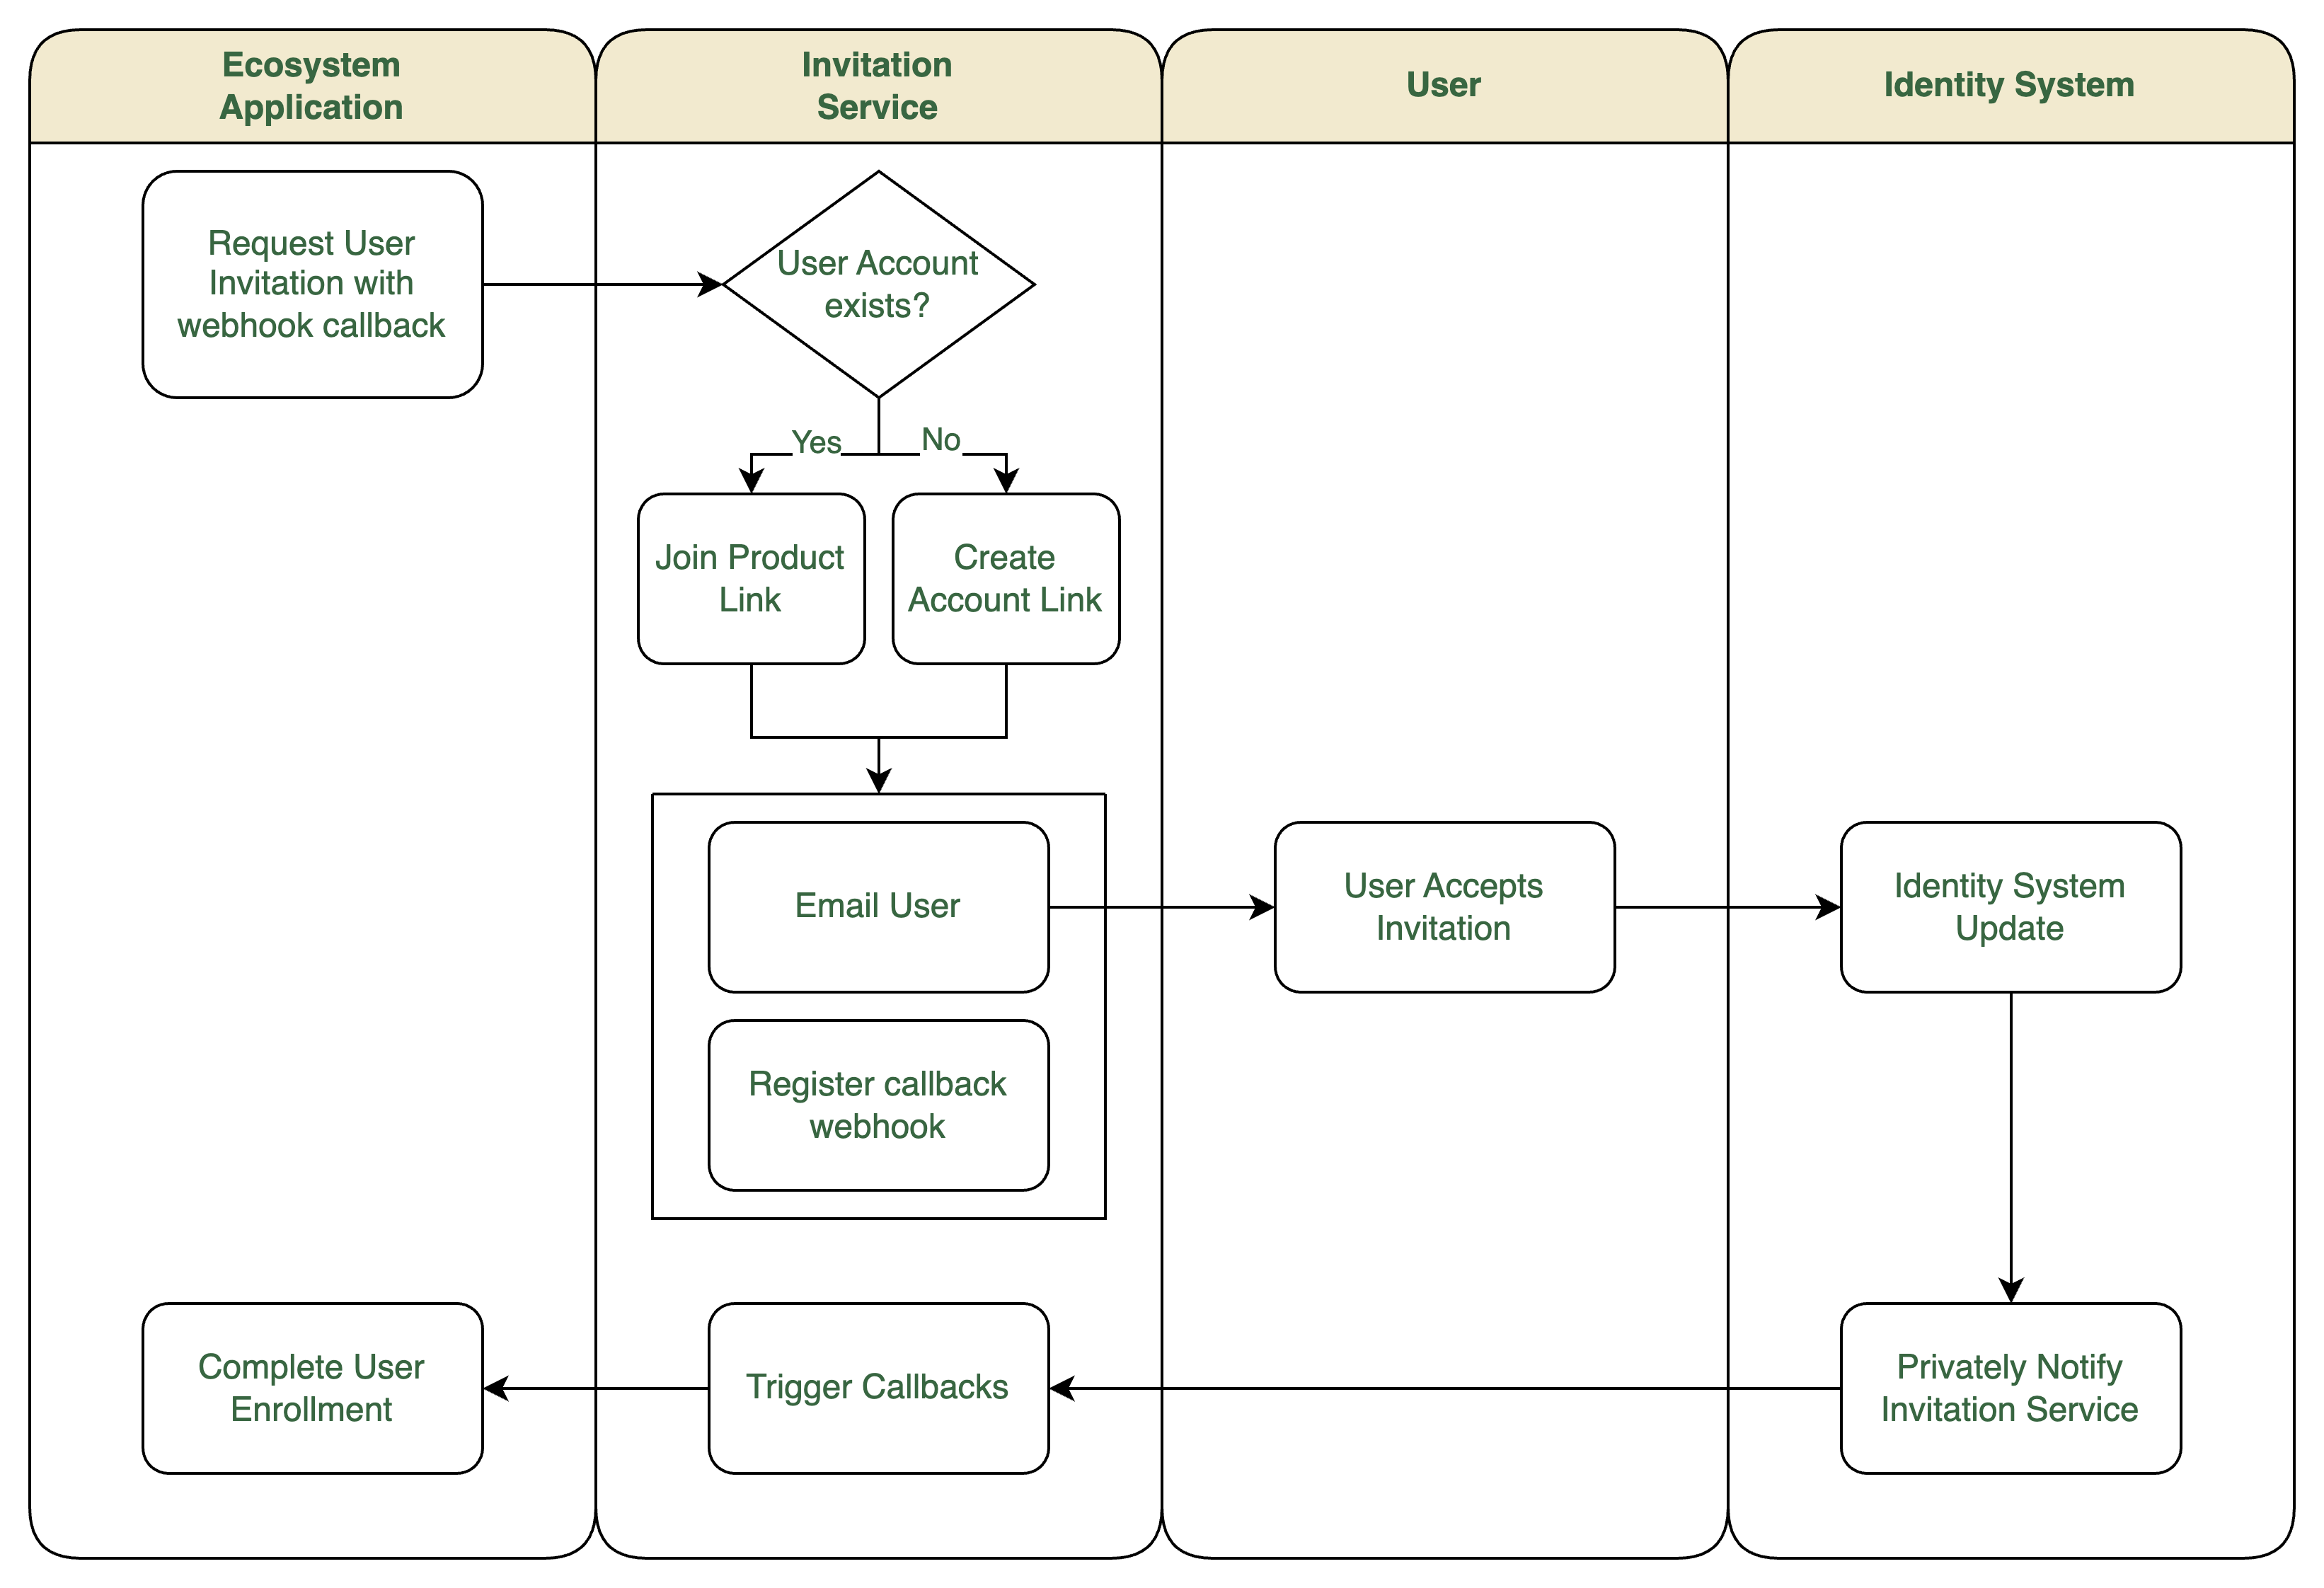 Ecosystem
Application
Invitation
Service
User
Identity System
Request User
Invitation with
webhook callback
User Account
exists?
Yes
No
Join Product
Link
Create
Account Link
Email User
User Accepts
Invitation
Identity System
Update
Register callback
webhook
Complete User
Enrollment
Trigger Callbacks
Privately Notify
Invitation Service